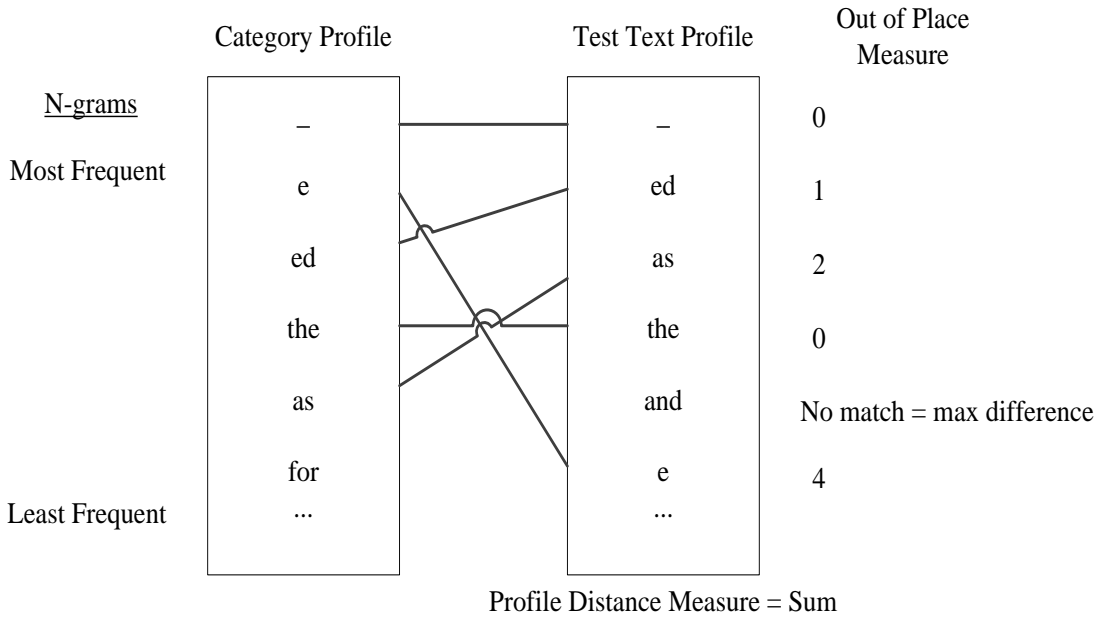 Category Profile
Test Text Profile
Out of Place
Measure
N-grams
_
_
0
Most Frequent
e
ed
1
ed
as
2
the
the
0
as
and
No match = max difference
for
e
4
Least Frequent
...
...
Profile Distance Measure = Sum